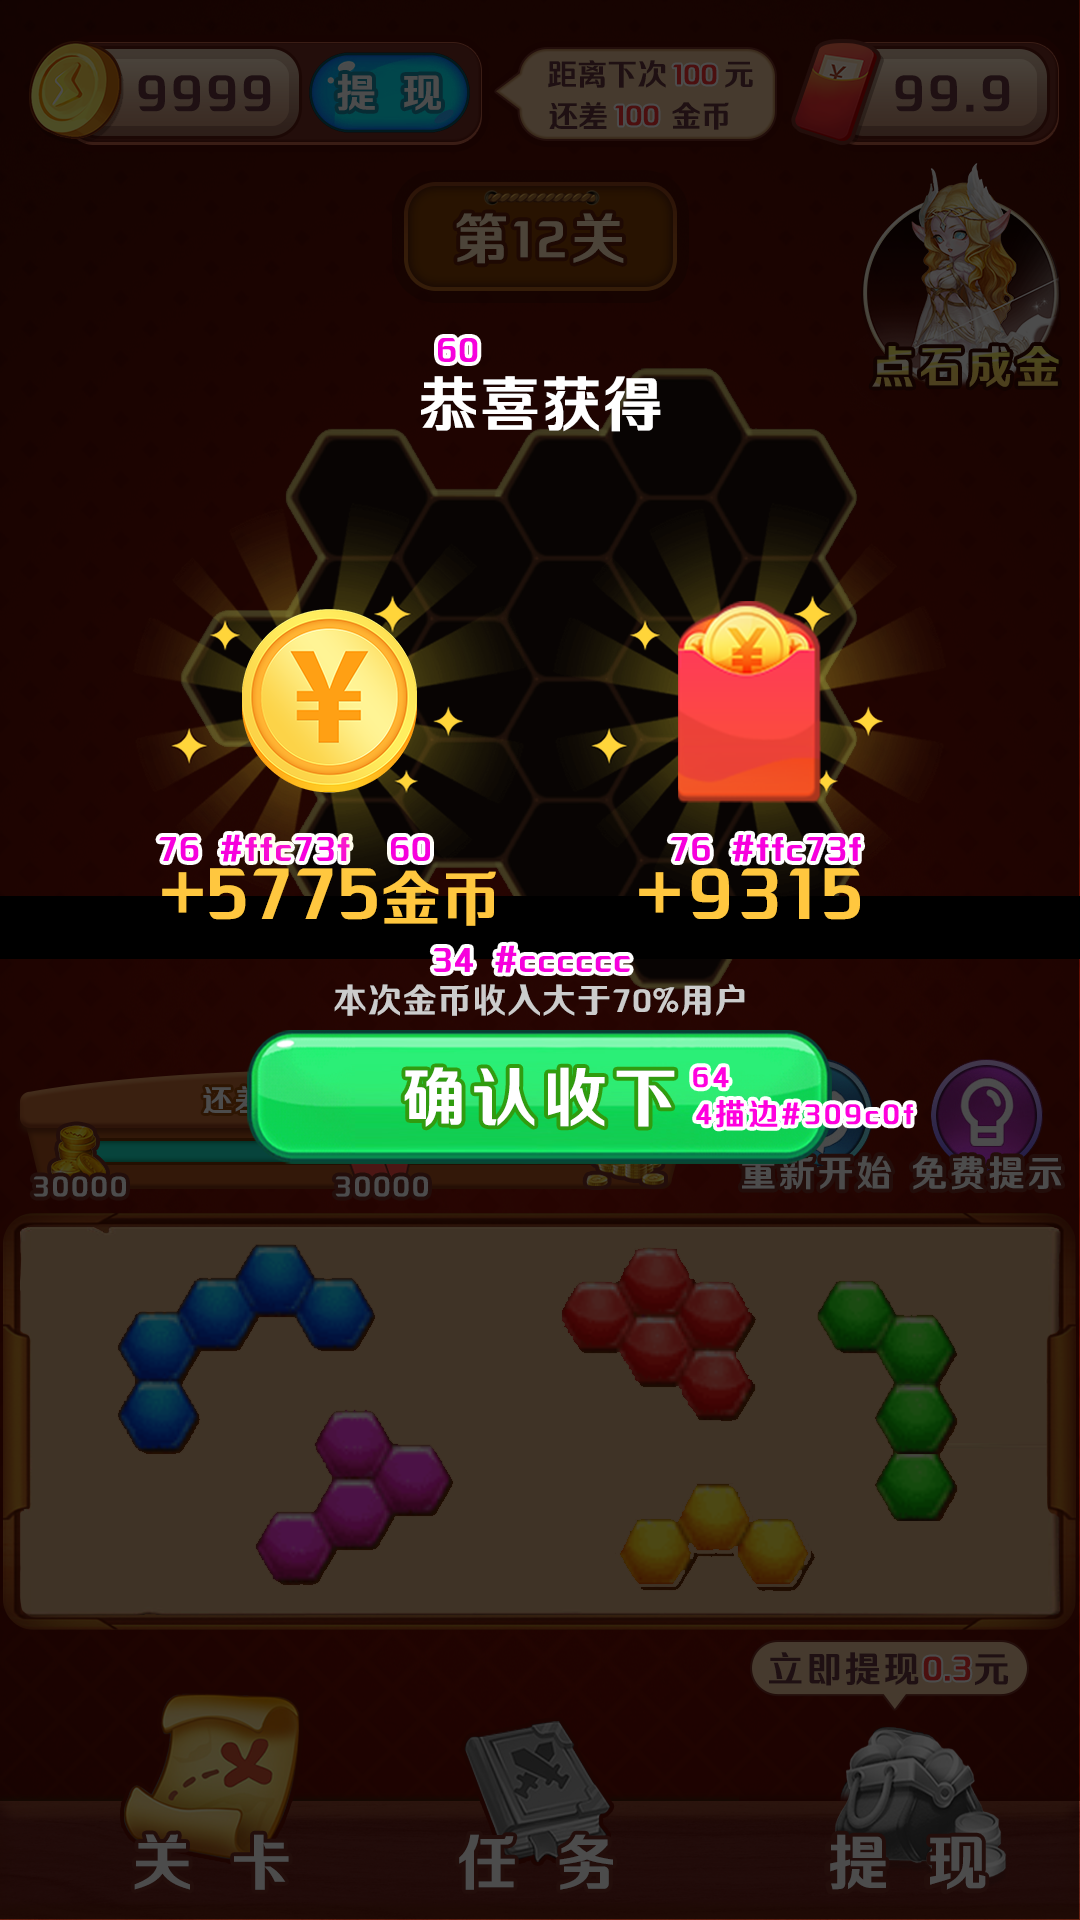 9999
提 现
距离下次100元
还差100 金币
99.9
第12关
点石成金
60
恭喜获得
76 #ffc73f 60
+5775金币
76 #ffc73f
+9315
34 #cccccc
本次金币收入大于70%用户
还差
确认收下
64
4描边#309c0f
30000
30000
重新开始
免费提示
立即提现0.3元
关 卡
任 务
提 现